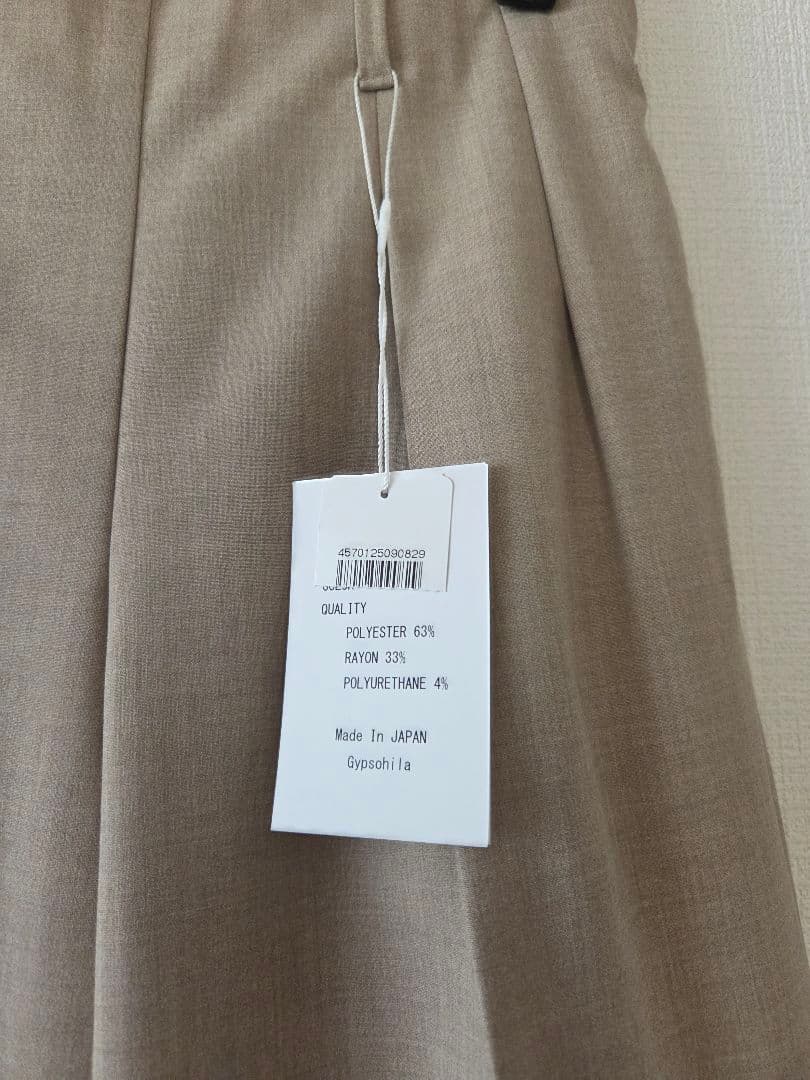 4570125090829
QUALITY
POLYESTER 63%
RAYON 33%
POLYURETHANE 4%
Made In JAPAN
Gypsohila